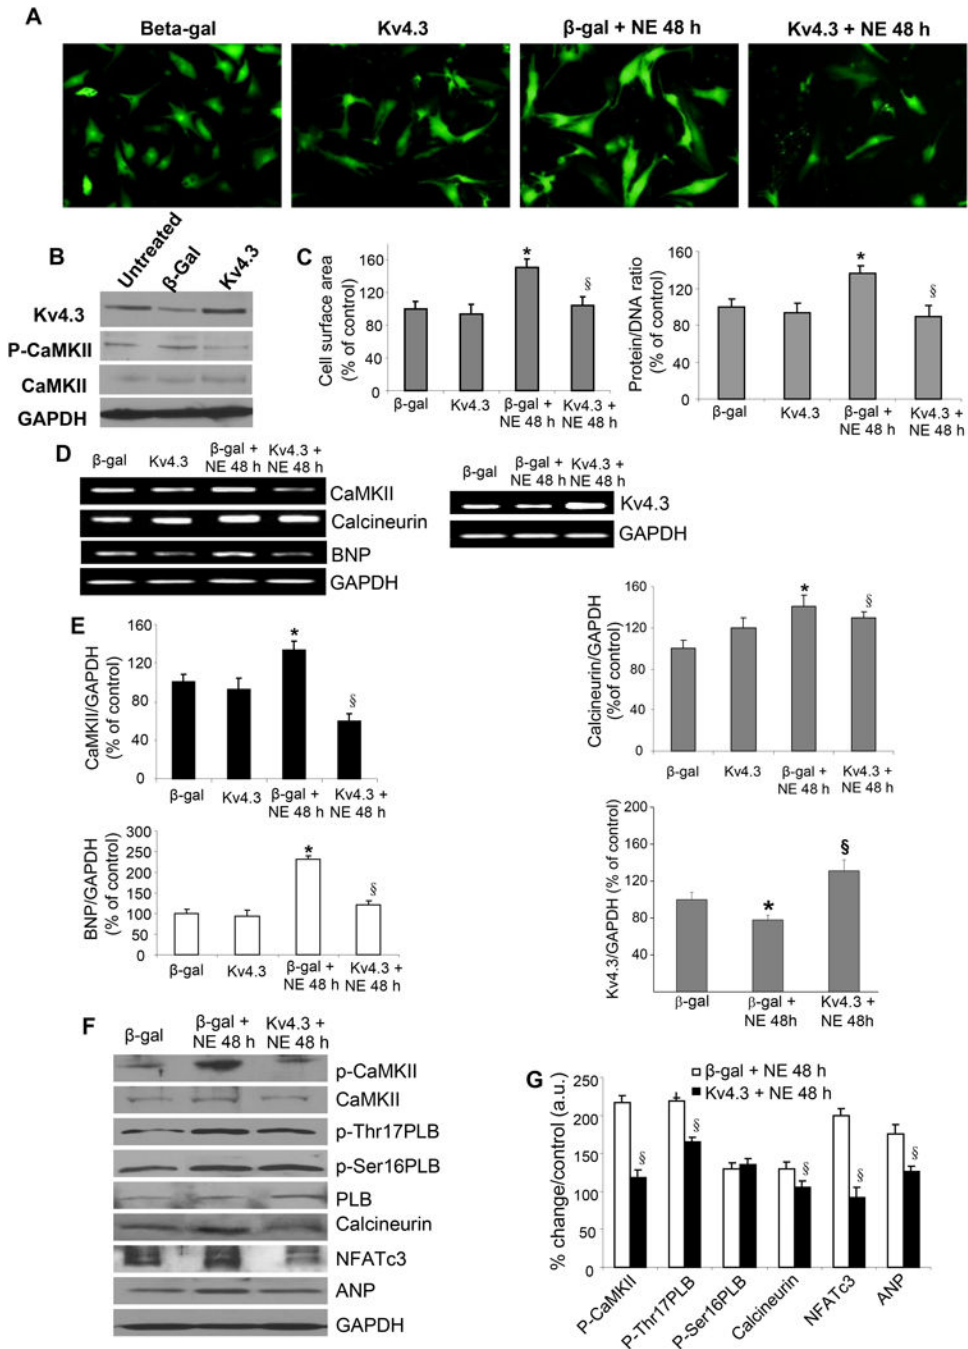 A
Beta-gal
Kv4.3
β-gal + NE 48 h
Kv4.3 + NE 48 h
B
Untreated
β-Gal
Kv4.3
Kv4.3
P-CaMKII
CaMKII
GAPDH
C
Cell surface area
(% of control)
160
120
80
40
0
*
§
β-gal
Kv4.3
β-gal +
NE 48 h
Kv4.3 +
NE 48 h
Protein/DNA ratio
(% of control)
160
120
80
40
0
*
§
β-gal
Kv4.3
β-gal +
NE 48 h
Kv4.3 +
NE 48 h
D
β-gal
Kv4.3
β-gal +
NE 48 h
Kv4.3 +
NE 48 h
CaMKII
Calcineurin
BNP
GAPDH
β-gal
β-gal +
NE 48 h
Kv4.3 +
NE 48 h
Kv4.3
GAPDH
E
CaMKII/GAPDH
(% of control)
160
120
80
40
0
*
§
β-gal
Kv4.3
β-gal +
NE 48 h
Kv4.3 +
NE 48 h
Calcineurin/GAPDH
(%of control)
160
120
80
40
0
*
§
β-gal
Kv4.3
β-gal +
NE 48 h
Kv4.3 +
NE 48 h
BNP/GAPDH
(% of control)
300
250
200
150
100
50
0
*
§
β-gal
Kv4.3
β-gal +
NE 48 h
Kv4.3 +
NE 48 h
Kv4.3/GAPDH (% of control)
200
160
120
80
40
*
§
β-gal
β-gal +
NE 48h
Kv4.3 +
NE 48h
F
β-gal
β-gal +
NE 48 h
Kv4.3 +
NE 48 h
p-CaMKII
CaMKII
p-Thr17PLB
p-Ser16PLB
PLB
Calcineurin
NFATc3
ANP
GAPDH
G
β-gal + NE 48 h
Kv4.3 + NE 48 h
% change/control (a.u.)
250
200
150
100
50
0
§
§
§
§
§
P-CaMKII
P-Thr17PLB
P-Ser16PLB
Calcineurin
NFATc3
ANP